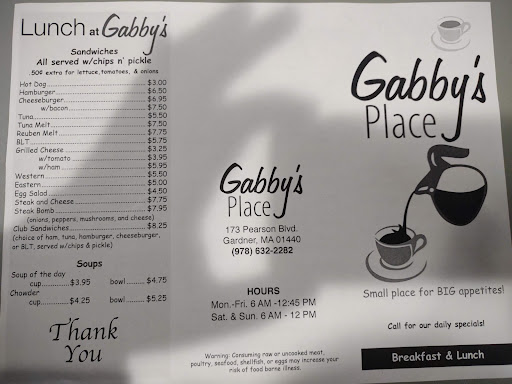 Lunch at Gabby's
Sandwiches
All served w/chips n' pickle
.50¢ extra for lettuce, tomatoes, & onions
Hot Dog $3.00
Hamburger $6.50
Cheeseburger $6.95
w/bacon $7.50
Tuna $5.50
Tuna Melt $7.50
Reuben Melt $7.75
BLT $5.75
Grilled Cheese $3.25
w/tomato $3.95
w/ham $5.95
Western $5.50
Eastern $5.00
Egg Salad $4.50
Steak and Cheese $7.75
Steak Bomb $7.95
(onions, peppers, mushrooms, and cheese)
Club Sandwiches $8.25
(choice of ham, tuna, hamburger, cheeseburger,
or BLT, served w/chips & pickle)
Soups
Soup of the day
cup $3.95 bowl $4.75
Chowder
cup $4.25 bowl $5.25
Thank
You
Gabby's
Place
173 Pearson Blvd.
Gardner, MA 01440
(978) 632-2282
HOURS
Mon.-Fri. 6 AM -12:45 PM
Sat. & Sun. 6 AM - 12 PM
Warning: Consuming raw or uncooked meat,
poultry, seafood, shellfish, or eggs may increase your
risk of food borne illness.
Gabby's
Place
Small place for BIG appetites!
Call for our daily specials!
Breakfast & Lunch